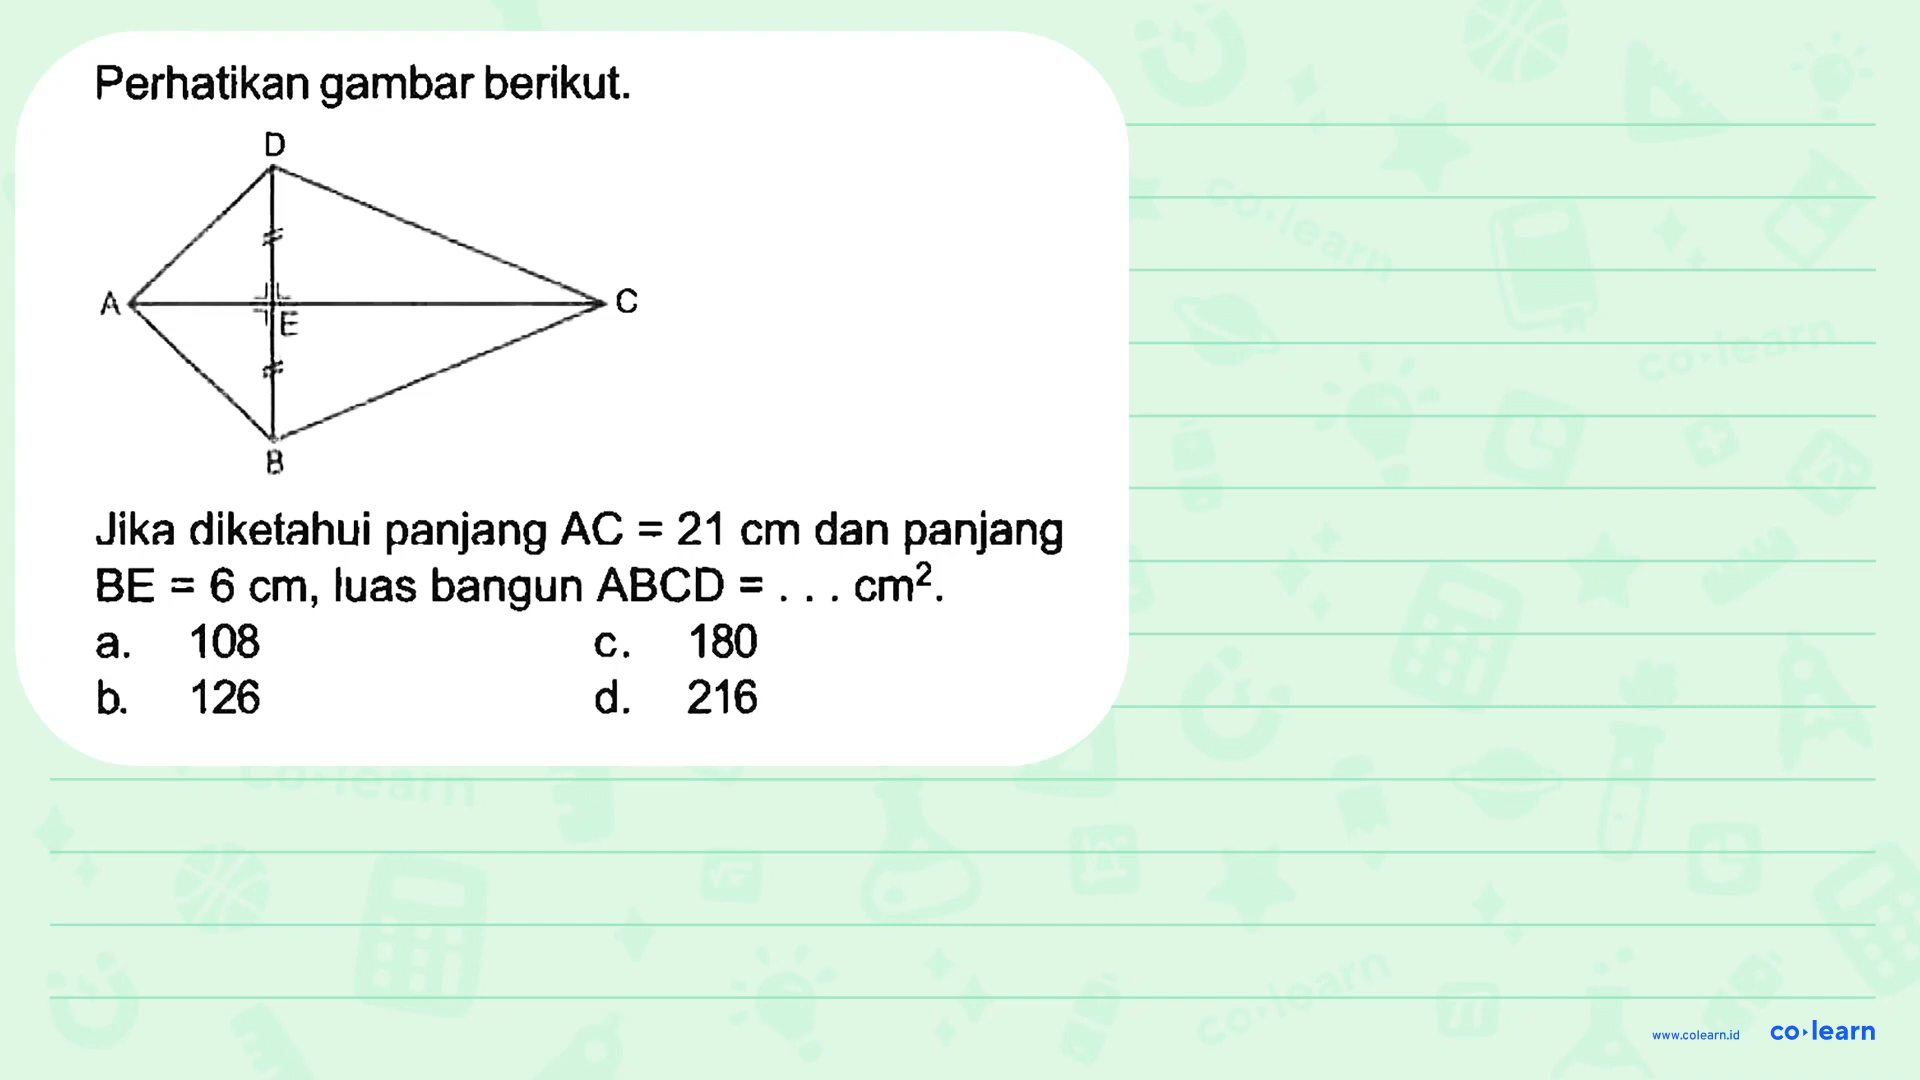 Perhatikan gambar berikut.
D
A
E
C
B
Jika diketahui panjang AC = 21 cm dan panjang
BE = 6 cm, luas bangun ABCD = . . . cm².
a. 108 c. 180
b. 126 d. 216
www.colearn.id co·learn